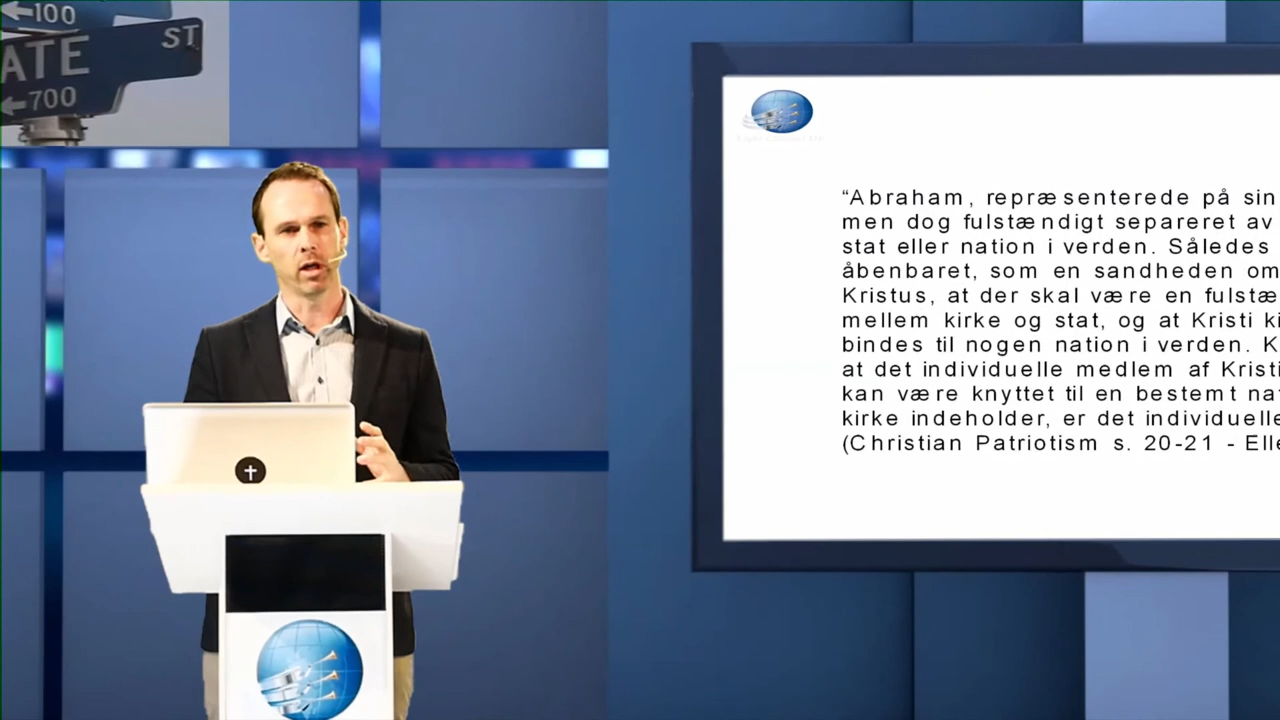 ←100
ATE ST
←700
“Abraham, repræsenterede på sin
men dog fulstændigt separeret av
stat eller nation i verden. Således
åbenbaret, som en sandheden om
Kristus, at der skal være en fulstæ
mellem kirke og stat, og at Kristi ki
bindes til nogen nation i verden. K
at det individuelle medlem af Kristi
kan være knyttet til en bestemt nat
kirke indeholder, er det individuelle
(Christian Patriotism s. 20-21 - Elle